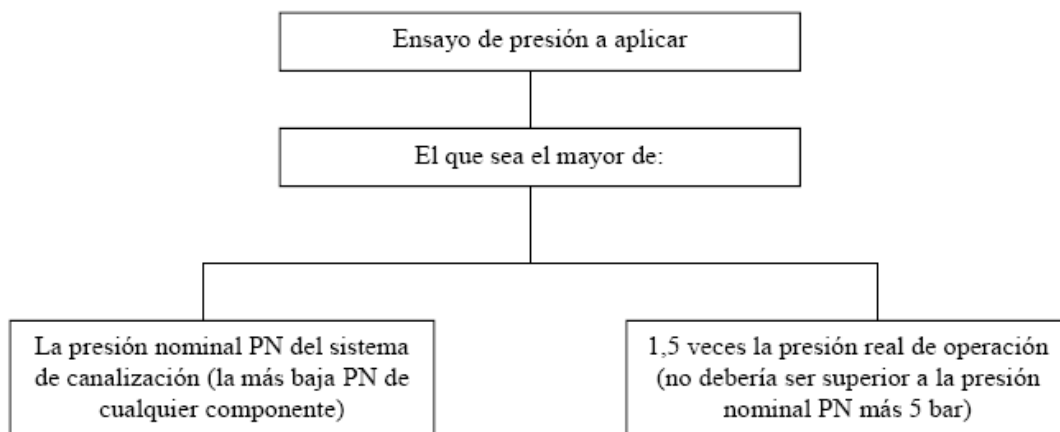 Ensayo de presión a aplicar
El que sea el mayor de:
La presión nominal PN del sistema
de canalización (la más baja PN de
cualquier componente)
1,5 veces la presión real de operación
(no debería ser superior a la presión
nominal PN más 5 bar)